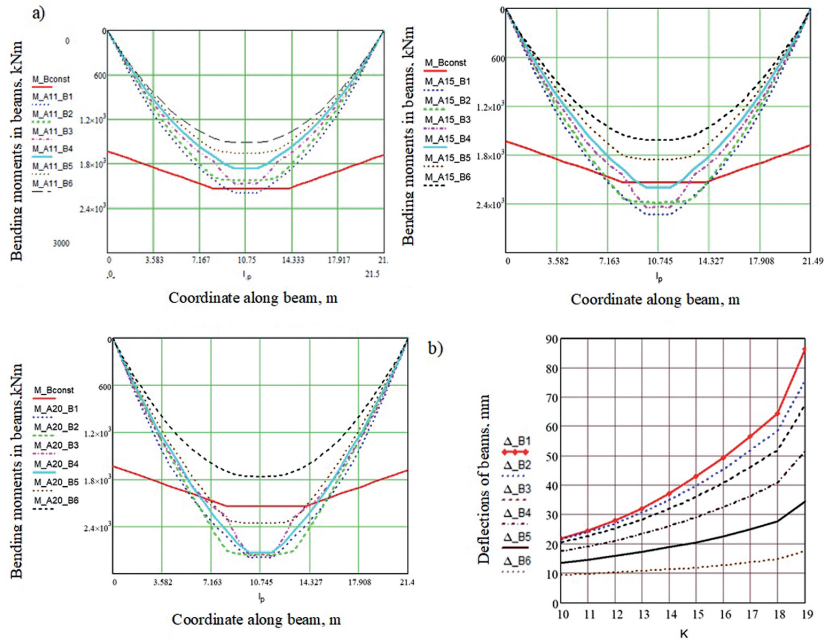 a)
Bending moments in beams. kNm
0
3000
M_Bconst
M_A11_B1
M_A11_B2
M_A11_B3
M_A11_B4
M_A11_B5
M_A11_B6
0
600
1.2×10³
1.8×10³
0 3.583 7.167 10.75 14.333 17.917 21.
.0_ 21.5
lp
Coordinate along beam, m
Bending moments in beams. kNm
M_Bconst
M_A15_B1
M_A15_B2
M_A15_B3
M_A15_B4
M_A15_B5
M_A15_B6
0
600
1.2×10³
1.8×10³
2.4×10³
0 3.582 7.163 10.745 14.327 17.908 21.49
lp
Coordinate along beam, m
Bending moments in beams.kNm
M_Bconst
M_A20_B1
M_A20_B2
M_A20_B3
M_A20_B4
M_A20_B5
M_A20_B6
0
600
1.2×10³
1.8×10³
2.4×10³
0 3.582 7.163 10.745 14.327 17.908 21.4
lp
Coordinate along beam, m
b)
Deflections of beams, mm
Δ_B1
Δ_B2
Δ_B3
Δ_B4
Δ_B5
Δ_B6
90
80
70
60
50
40
30
20
10
0
10 11 12 13 14 15 16 17 18 19
K